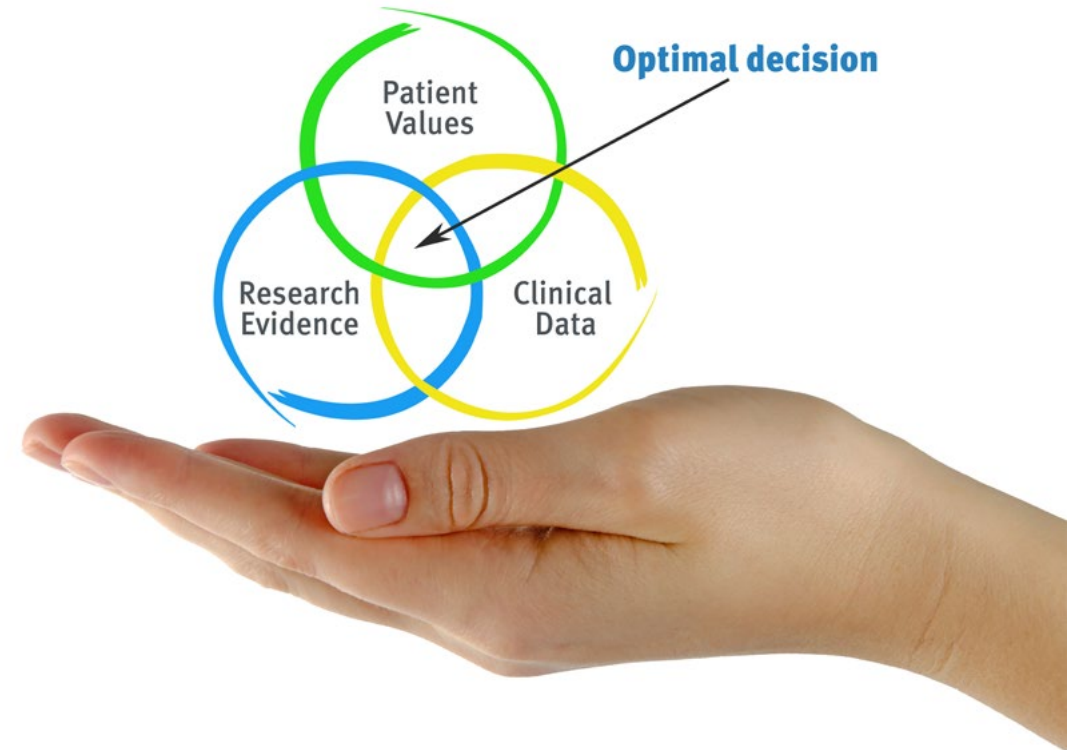 Optimal decision
Patient
Values
Research
Evidence
Clinical
Data